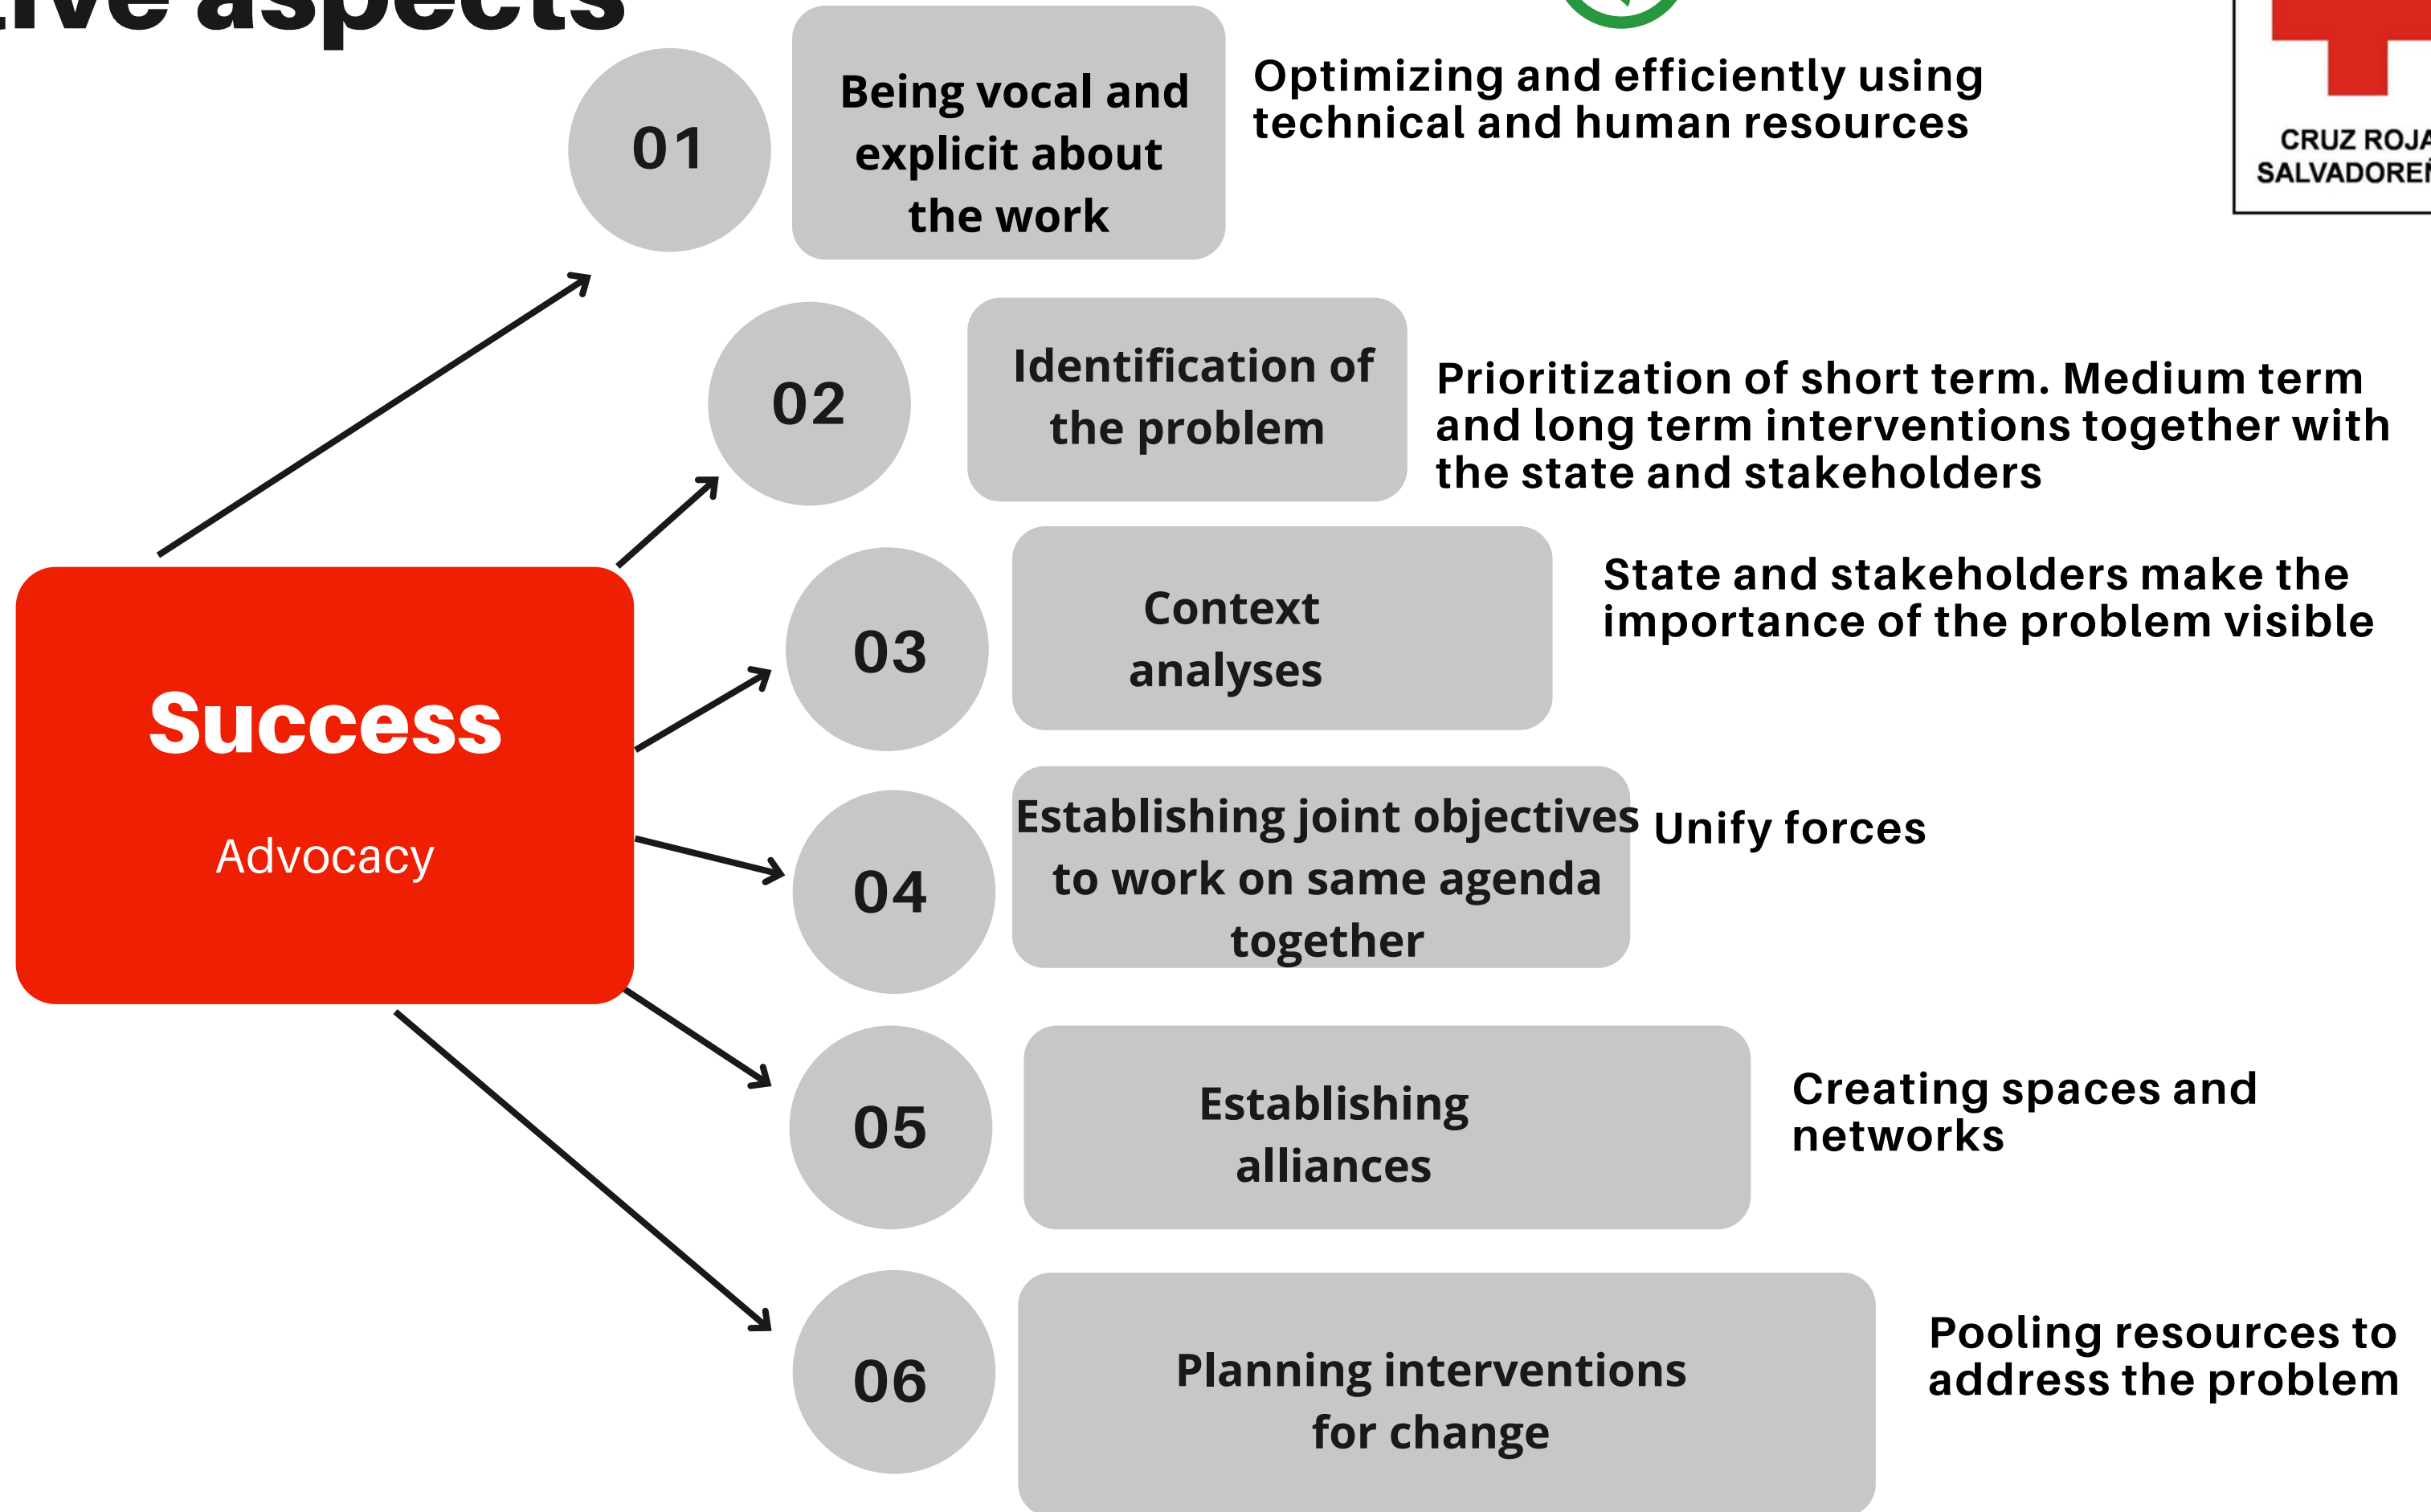 aspects
01
Being vocal and
explicit about
the work
Optimizing and efficiently using
technical and human resources
CRUZ ROJA
02
Identification of
the problem
Prioritization of short term. Medium term
and long term interventions together with
the state and stakeholders
03
Context
analyses
State and stakeholders make the
importance of the problem visible
Success
Advocacy
04
Establishing joint objectives
to work on same agenda
together
Unify forces
05
Establishing
alliances
Creating spaces and
networks
06
Planning interventions
for change
Pooling resources to
address the problem